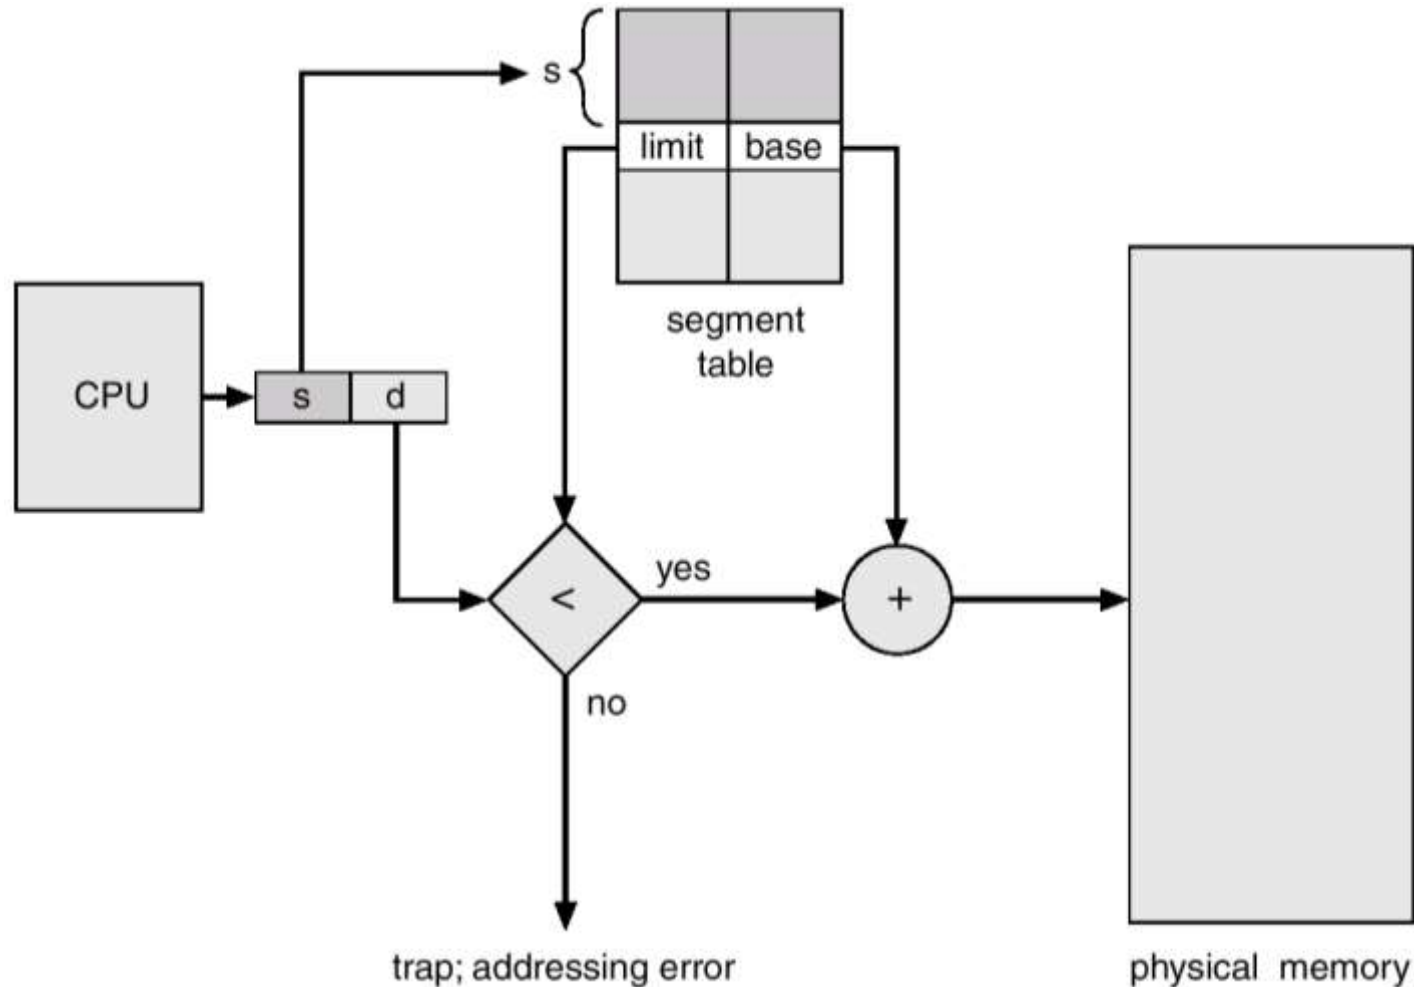 s
limit base
segment
table
CPU
s d
yes
<
+
no
trap; addressing error
physical memory